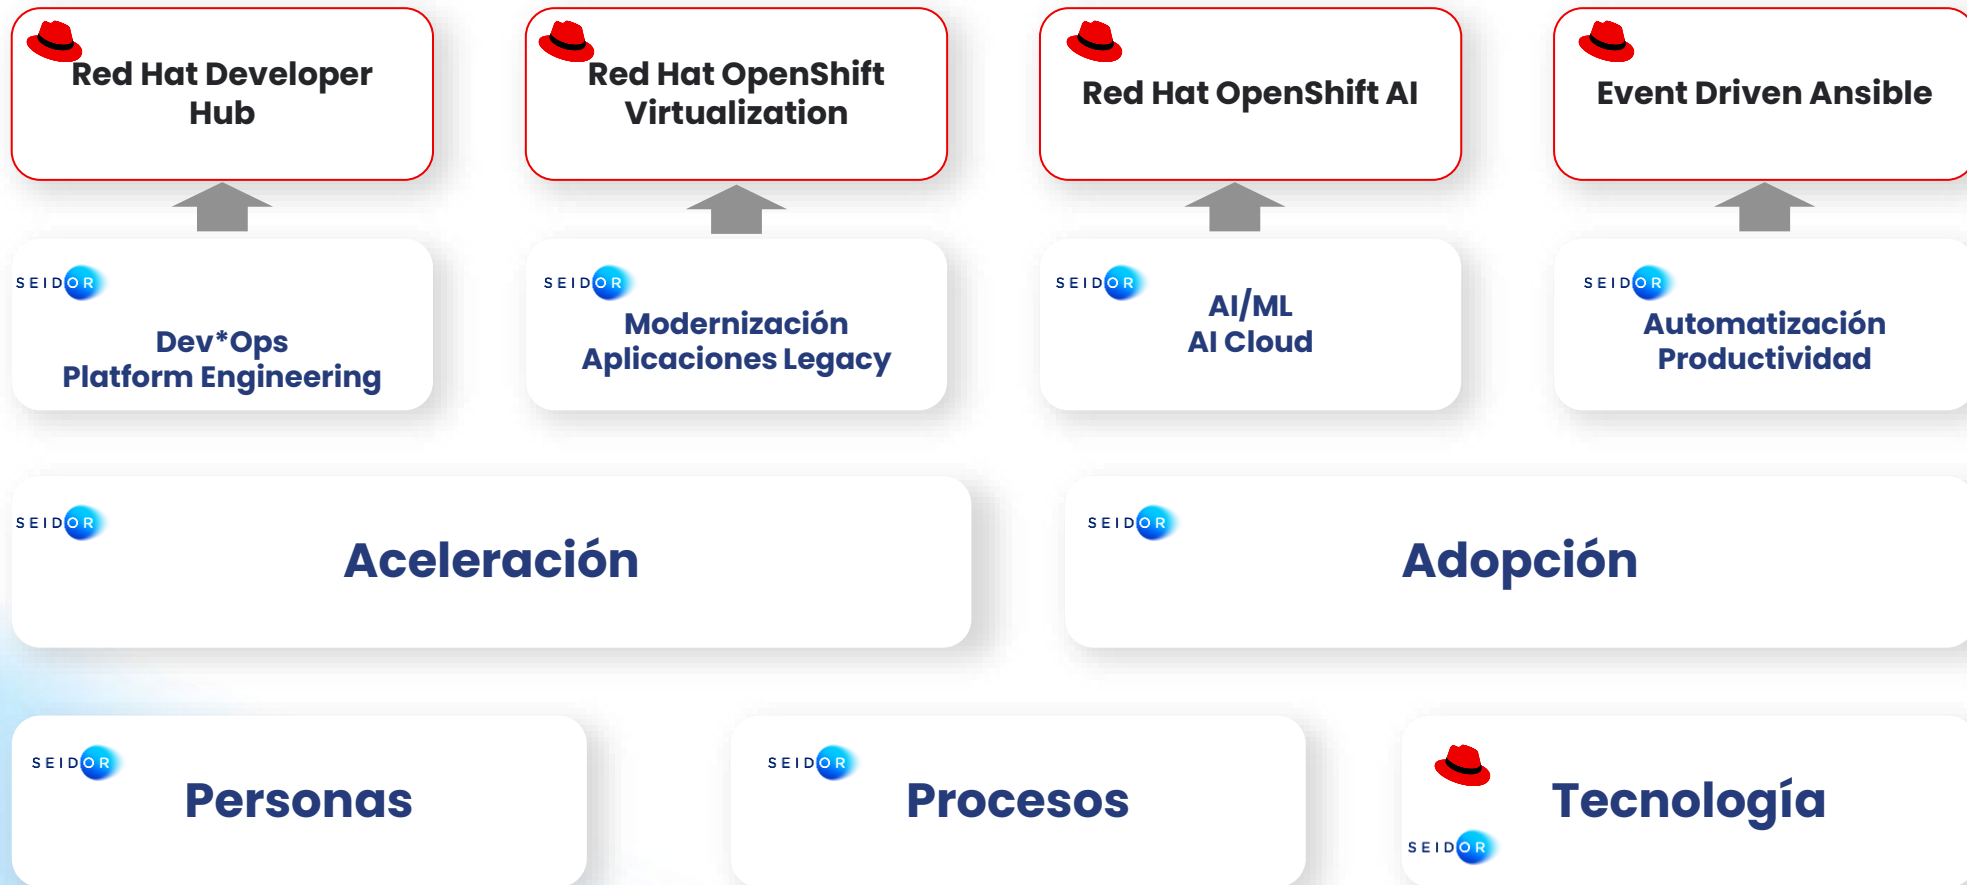 Red Hat Developer
Hub
Red Hat OpenShift
Virtualization
Red Hat OpenShift AI
Event Driven Ansible
SEIDOR
Dev*Ops
Platform Engineering
SEIDOR
Modernización
Aplicaciones Legacy
SEIDOR
AI/ML
AI Cloud
SEIDOR
Automatización
Productividad
SEIDOR
Aceleración
SEIDOR
Adopción
SEIDOR
Personas
SEIDOR
Procesos
Tecnología
SEIDOR